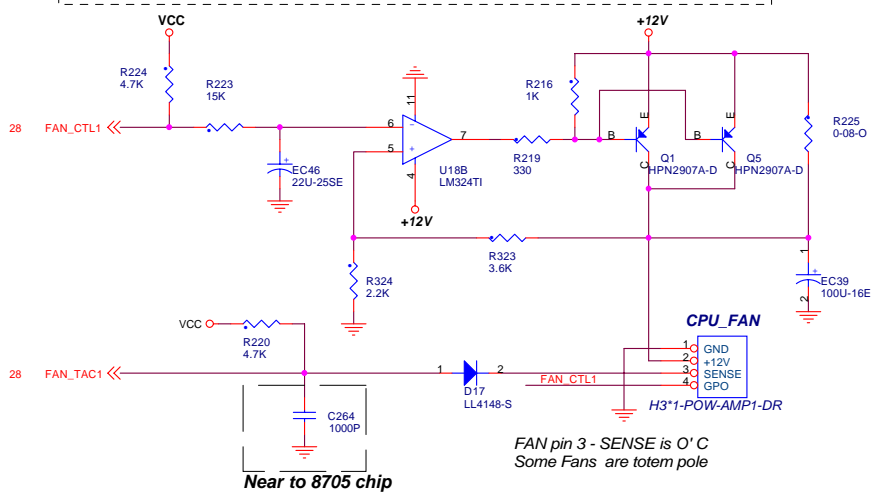 VCC
+12V
R224
4.7K
R223
15K
R216
1K
11
28
FAN_CTL1
6
-
7
B
E
B
E
R225
0-08-O
5
+
EC46
22U-25SE
U18B
LM324TI
4
R219
330
C
Q1
HPN2907A-D
C
Q5
HPN2907A-D
+12V
R323
3.6K
R324
2.2K
1
+
EC39
100U-16E
2
VCC
R220
4.7K
CPU_FAN
28
FAN_TAC1
1
2
D17
LL4148-S
FAN_CTL1
1
GND
2
+12V
3
SENSE
4
GPO
H3*1-POW-AMP1-DR
C264
1000P
Near to 8705 chip
FAN pin 3 - SENSE is O' C
Some Fans are totem pole